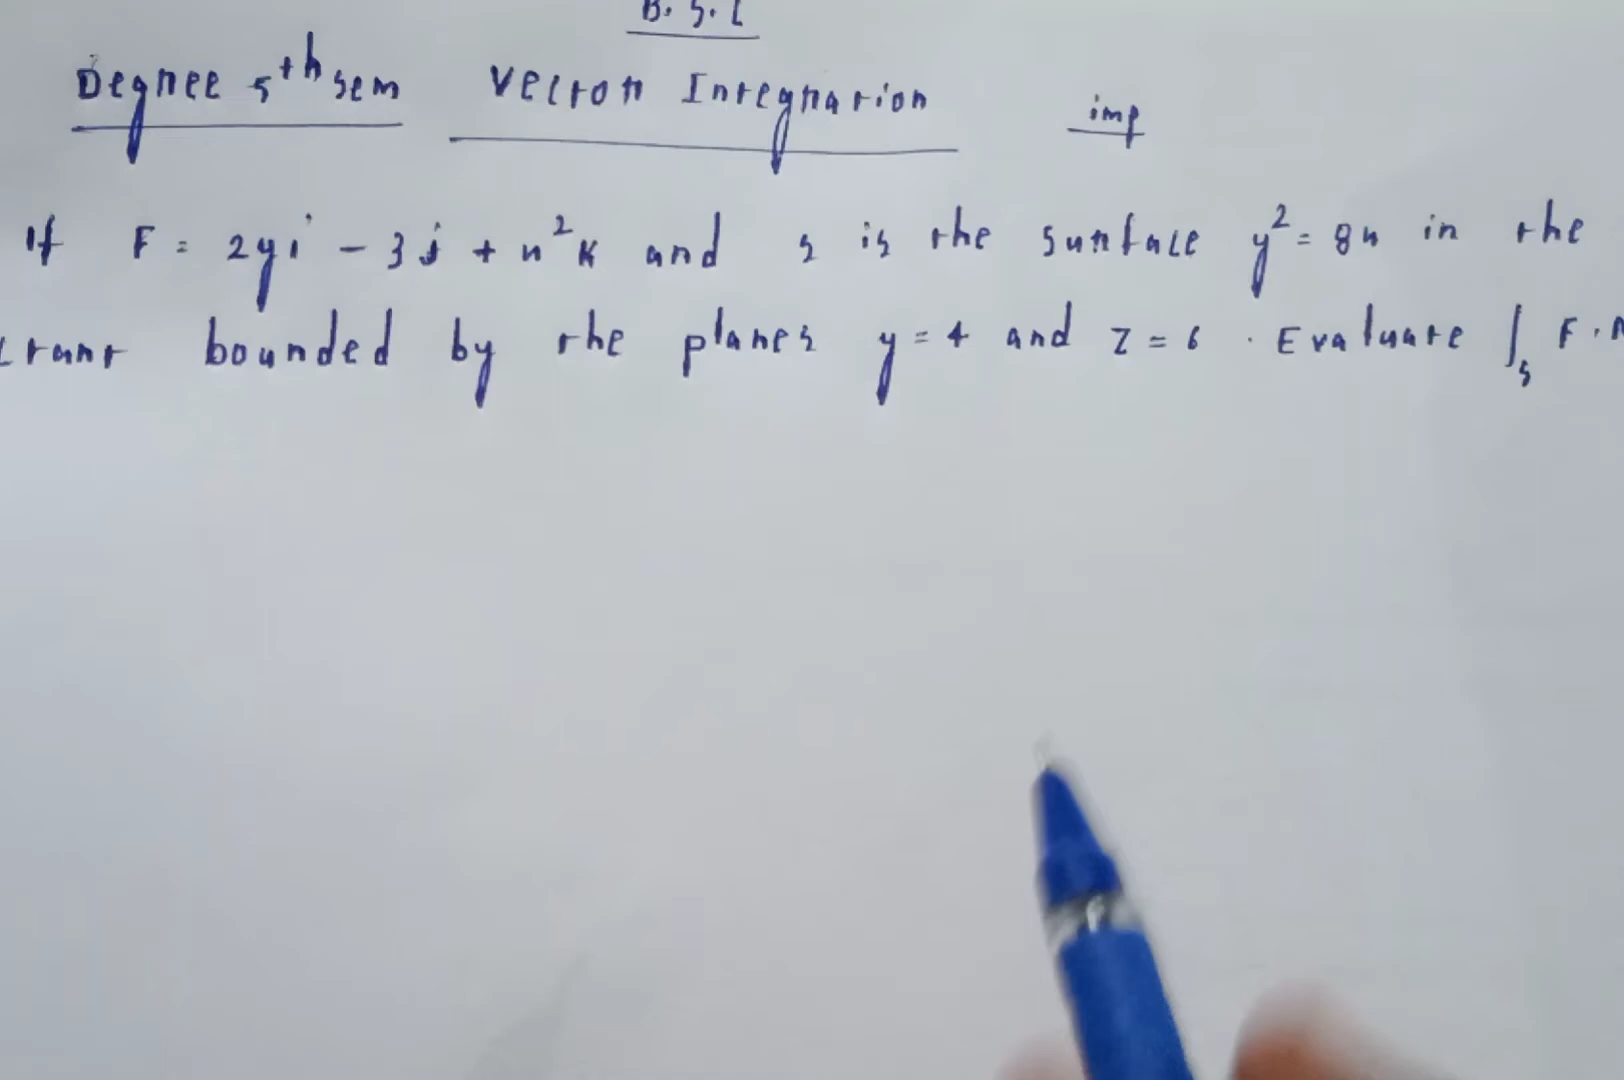 B. S. C
Degree 5th sem Vector Integration imp
If F = 2yi - 3j + x²k and s is the surface y² = 8x in the
ctant bounded by the planes y = 4 and z = 6 . Evaluate ∫s F.